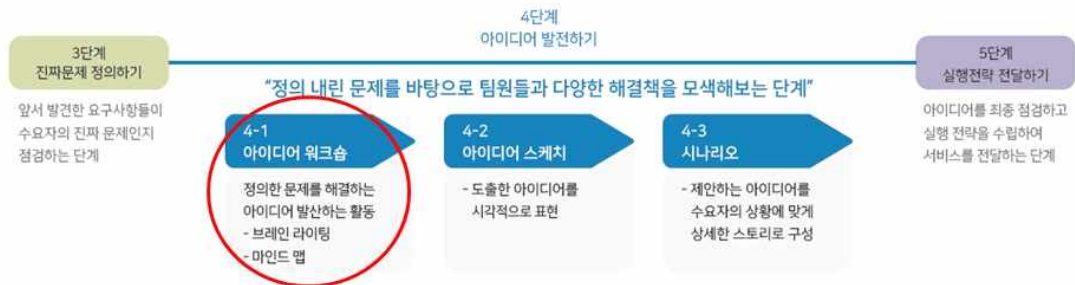 4단계
아이디어 발전하기
3단계
진짜문제 정의하기
앞서 발견한 요구사항들이
수요자의 진짜 문제인지
점검하는 단계
"정의 내린 문제를 바탕으로 팀원들과 다양한 해결책을 모색해보는 단계"
4-1
아이디어 워크숍
정의한 문제를 해결하는
아이디어 발산하는 활동
- 브레인 라이팅
- 마인드 맵
4-2
아이디어 스케치
- 도출한 아이디어를
시각적으로 표현
4-3
시나리오
- 제안하는 아이디어를
수요자의 상황에 맞게
상세한 스토리로 구성
5단계
실행전략 전달하기
아이디어를 최종 점검하고
실행 전략을 수립하여
서비스를 전달하는 단계